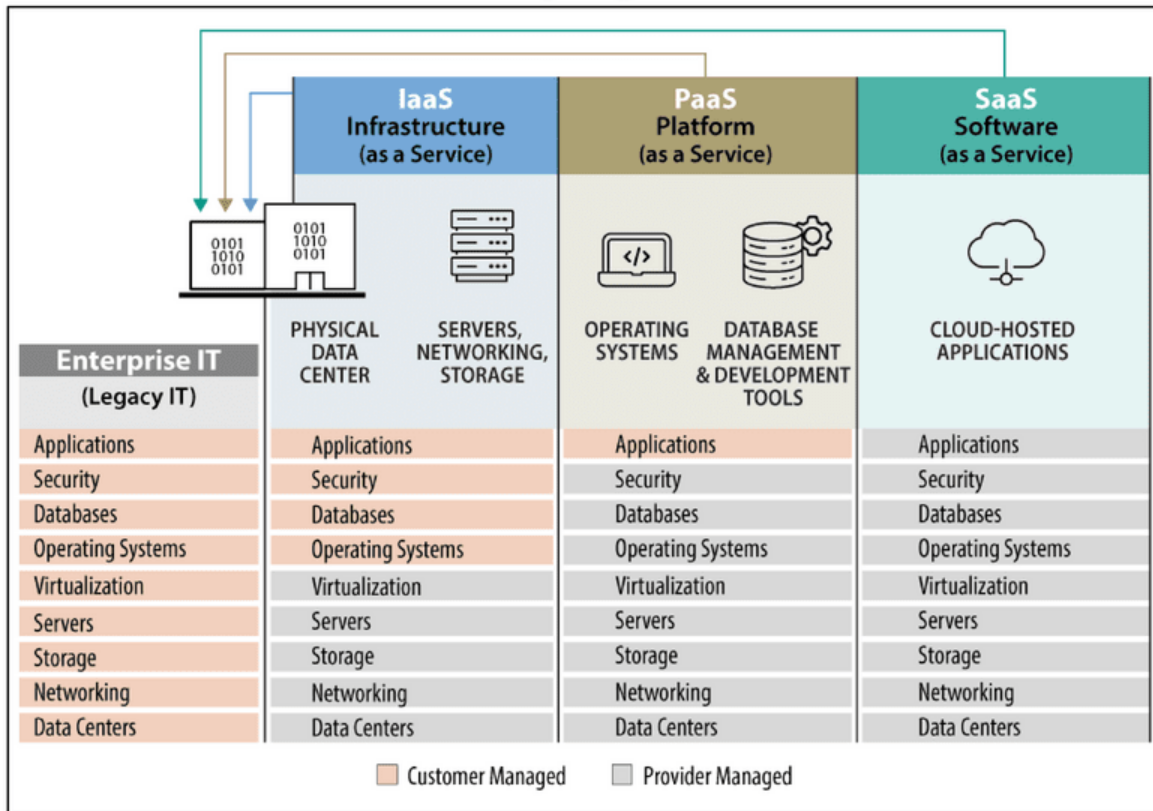 IaaS
Infrastructure
(as a Service)
PaaS
Platform
(as a Service)
SaaS
Software
(as a Service)
0101
1010
0101
0101
1010
0101
</>
PHYSICAL
DATA
CENTER
SERVERS,
NETWORKING,
STORAGE
OPERATING
SYSTEMS
DATABASE
MANAGEMENT
& DEVELOPMENT
TOOLS
CLOUD-HOSTED
APPLICATIONS
Enterprise IT
(Legacy IT)
Applications
Security
Databases
Operating Systems
Virtualization
Servers
Storage
Networking
Data Centers
Applications
Security
Databases
Operating Systems
Virtualization
Servers
Storage
Networking
Data Centers
Applications
Security
Databases
Operating Systems
Virtualization
Servers
Storage
Networking
Data Centers
Applications
Security
Databases
Operating Systems
Virtualization
Servers
Storage
Networking
Data Centers
Customer Managed
Provider Managed